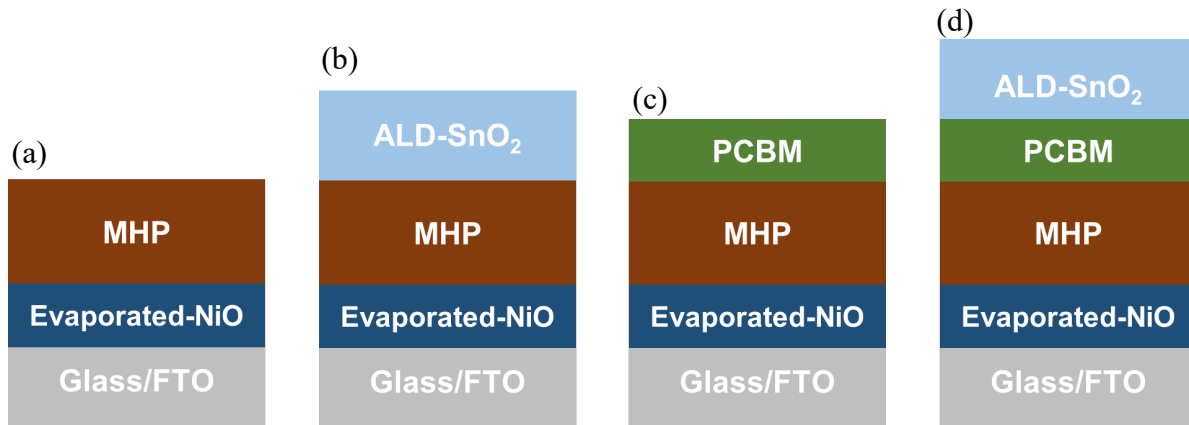 (a)
MHP
Evaporated-NiO
Glass/FTO
(b)
ALD-SnO₂
MHP
Evaporated-NiO
Glass/FTO
(c)
PCBM
MHP
Evaporated-NiO
Glass/FTO
(d)
ALD-SnO₂
PCBM
MHP
Evaporated-NiO
Glass/FTO